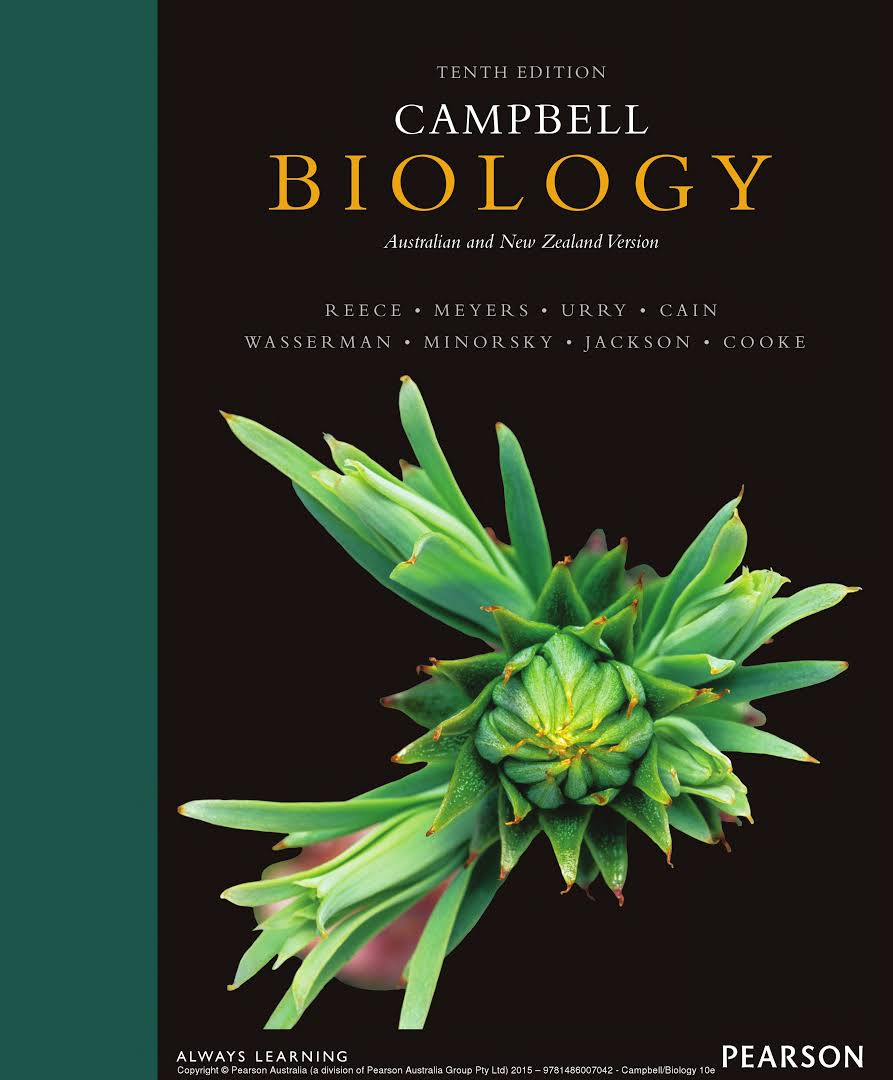 TENTH EDITION
CAMPBELL
BIOLOGY
Australian and New Zealand Version
REECE • MEYERS • URRY • CAIN
WASSERMAN • MINORSKY • JACKSON • COOKE
ALWAYS LEARNING
PEARSON
Copyright © Pearson Australia (a division of Pearson Australia Group Pty Ltd) 2015 – 9781486007042 - Campbell/Biology 10e